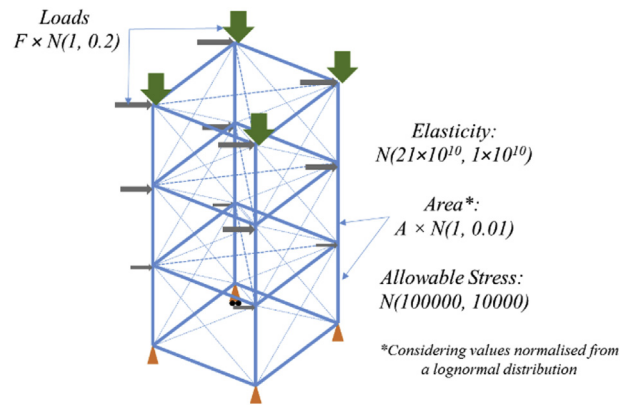 Loads
F × N(1, 0.2)
Elasticity:
N(21×10¹⁰, 1×10¹⁰)
Area*:
A × N(1, 0.01)
Allowable Stress:
N(100000, 10000)
*Considering values normalised from
a lognormal distribution